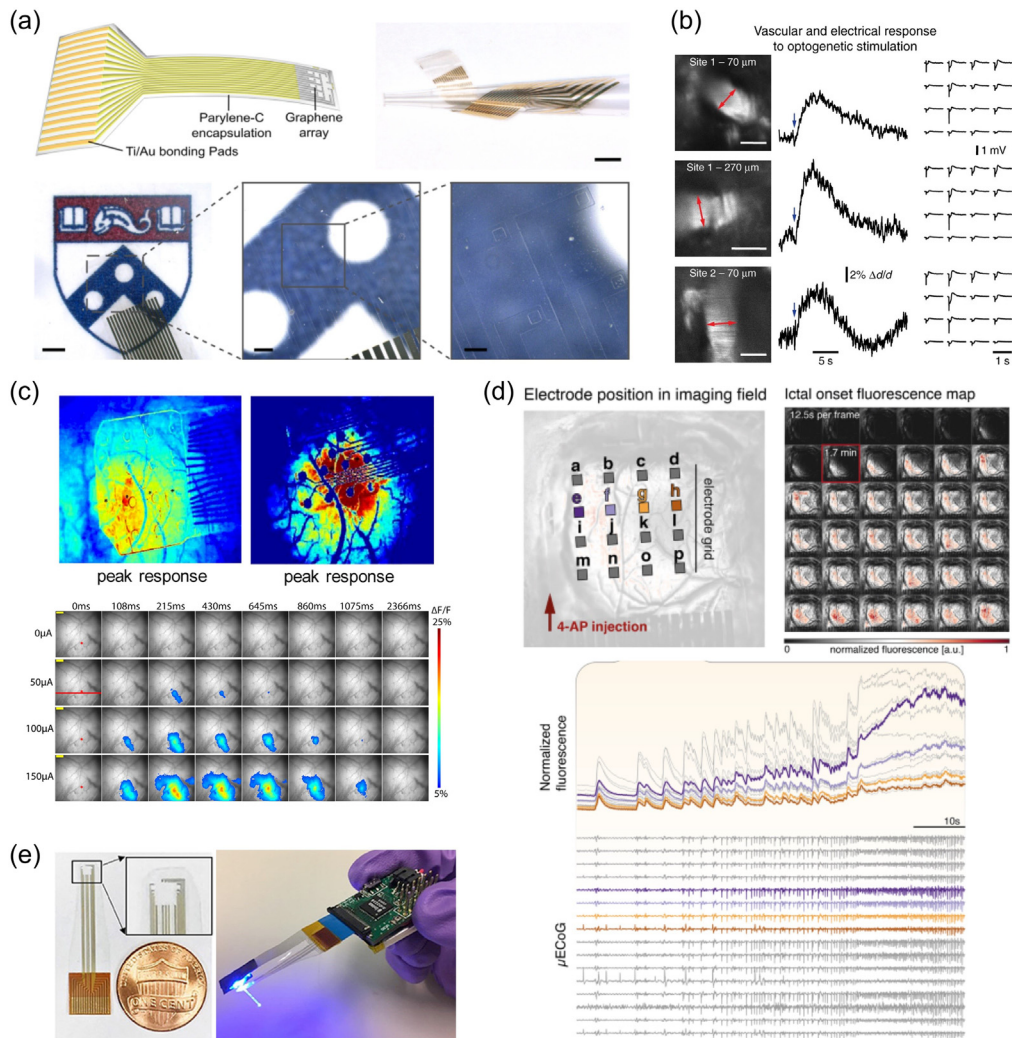 (a)
Parylene-C
encapsulation
Graphene
array
Ti/Au bonding Pads
(b)
Vascular and electrical response
to optogenetic stimulation
Site 1 – 70 µm
1 mV
Site 1 – 270 µm
Site 2 – 70 µm
2% Δd/d
5 s
1 s
(c)
peak response
peak response
0ms
108ms
215ms
430ms
645ms
860ms
1075ms
2366ms
ΔF/F
25%
0µA
50µA
100µA
150µA
5%
(d)
Electrode position in imaging field
a
b
c
d
e
f
g
h
i
j
k
l
m
n
o
p
electrode grid
4-AP injection
Ictal onset fluorescence map
12.5s per frame
1.7 min
0
1
normalized fluorescence [a.u.]
Normalized
fluorescence
10s
µECoG
(e)
ONE CENT